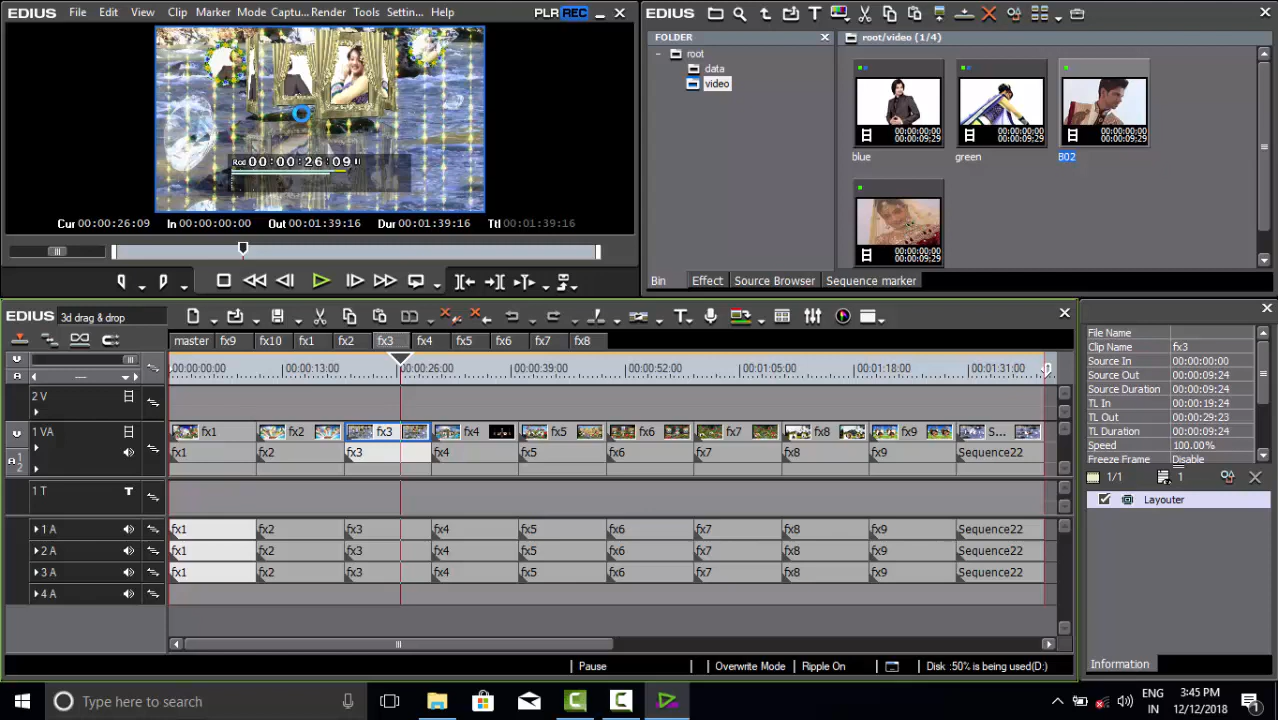 EDIUS File Edit View Clip Marker Mode Captu... Render Tools Settin... Help PLR REC
Rec 00:00:26:09
Cur 00:00:26:09 In 00:00:00:00 Out 00:01:39:16 Dur 00:01:39:16 Ttl 00:01:39:16
EDIUS
FOLDER
root
data
video
root/video (1/4)
00:00:00:00
00:00:09:29
blue
00:00:00:00
00:00:09:29
green
00:00:00:00
00:00:09:29
B02
00:00:00:00
00:00:09:29
Bin Effect Source Browser Sequence marker
EDIUS 3d drag & drop
master fx9 fx10 fx1 fx2 fx3 fx4 fx5 fx6 fx7 fx8
00:00:00:00 00:00:13:00 00:00:26:00 00:00:39:00 00:00:52:00 00:01:05:00 00:01:18:00 00:01:31:00
2 V
1 VA fx1 fx2 fx3 fx4 fx5 fx6 fx7 fx8 fx9 S...
A 1 2 fx1 fx2 fx3 fx4 fx5 fx6 fx7 fx8 fx9 Sequence22
1 T T
1 A fx1 fx2 fx3 fx4 fx5 fx6 fx7 fx8 fx9 Sequence22
2 A fx1 fx2 fx3 fx4 fx5 fx6 fx7 fx8 fx9 Sequence22
3 A fx1 fx2 fx3 fx4 fx5 fx6 fx7 fx8 fx9 Sequence22
4 A
Pause Overwrite Mode Ripple On Disk :50% is being used(D:)
File Name
Clip Name fx3
Source In 00:00:00:00
Source Out 00:00:09:24
Source Duration 00:00:09:24
TL In 00:00:19:24
TL Out 00:00:29:23
TL Duration 00:00:09:24
Speed 100.00%
Freeze Frame Disable
1/1 1
Layouter
Information
Type here to search
ENG
IN
3:45 PM
12/12/2018
1